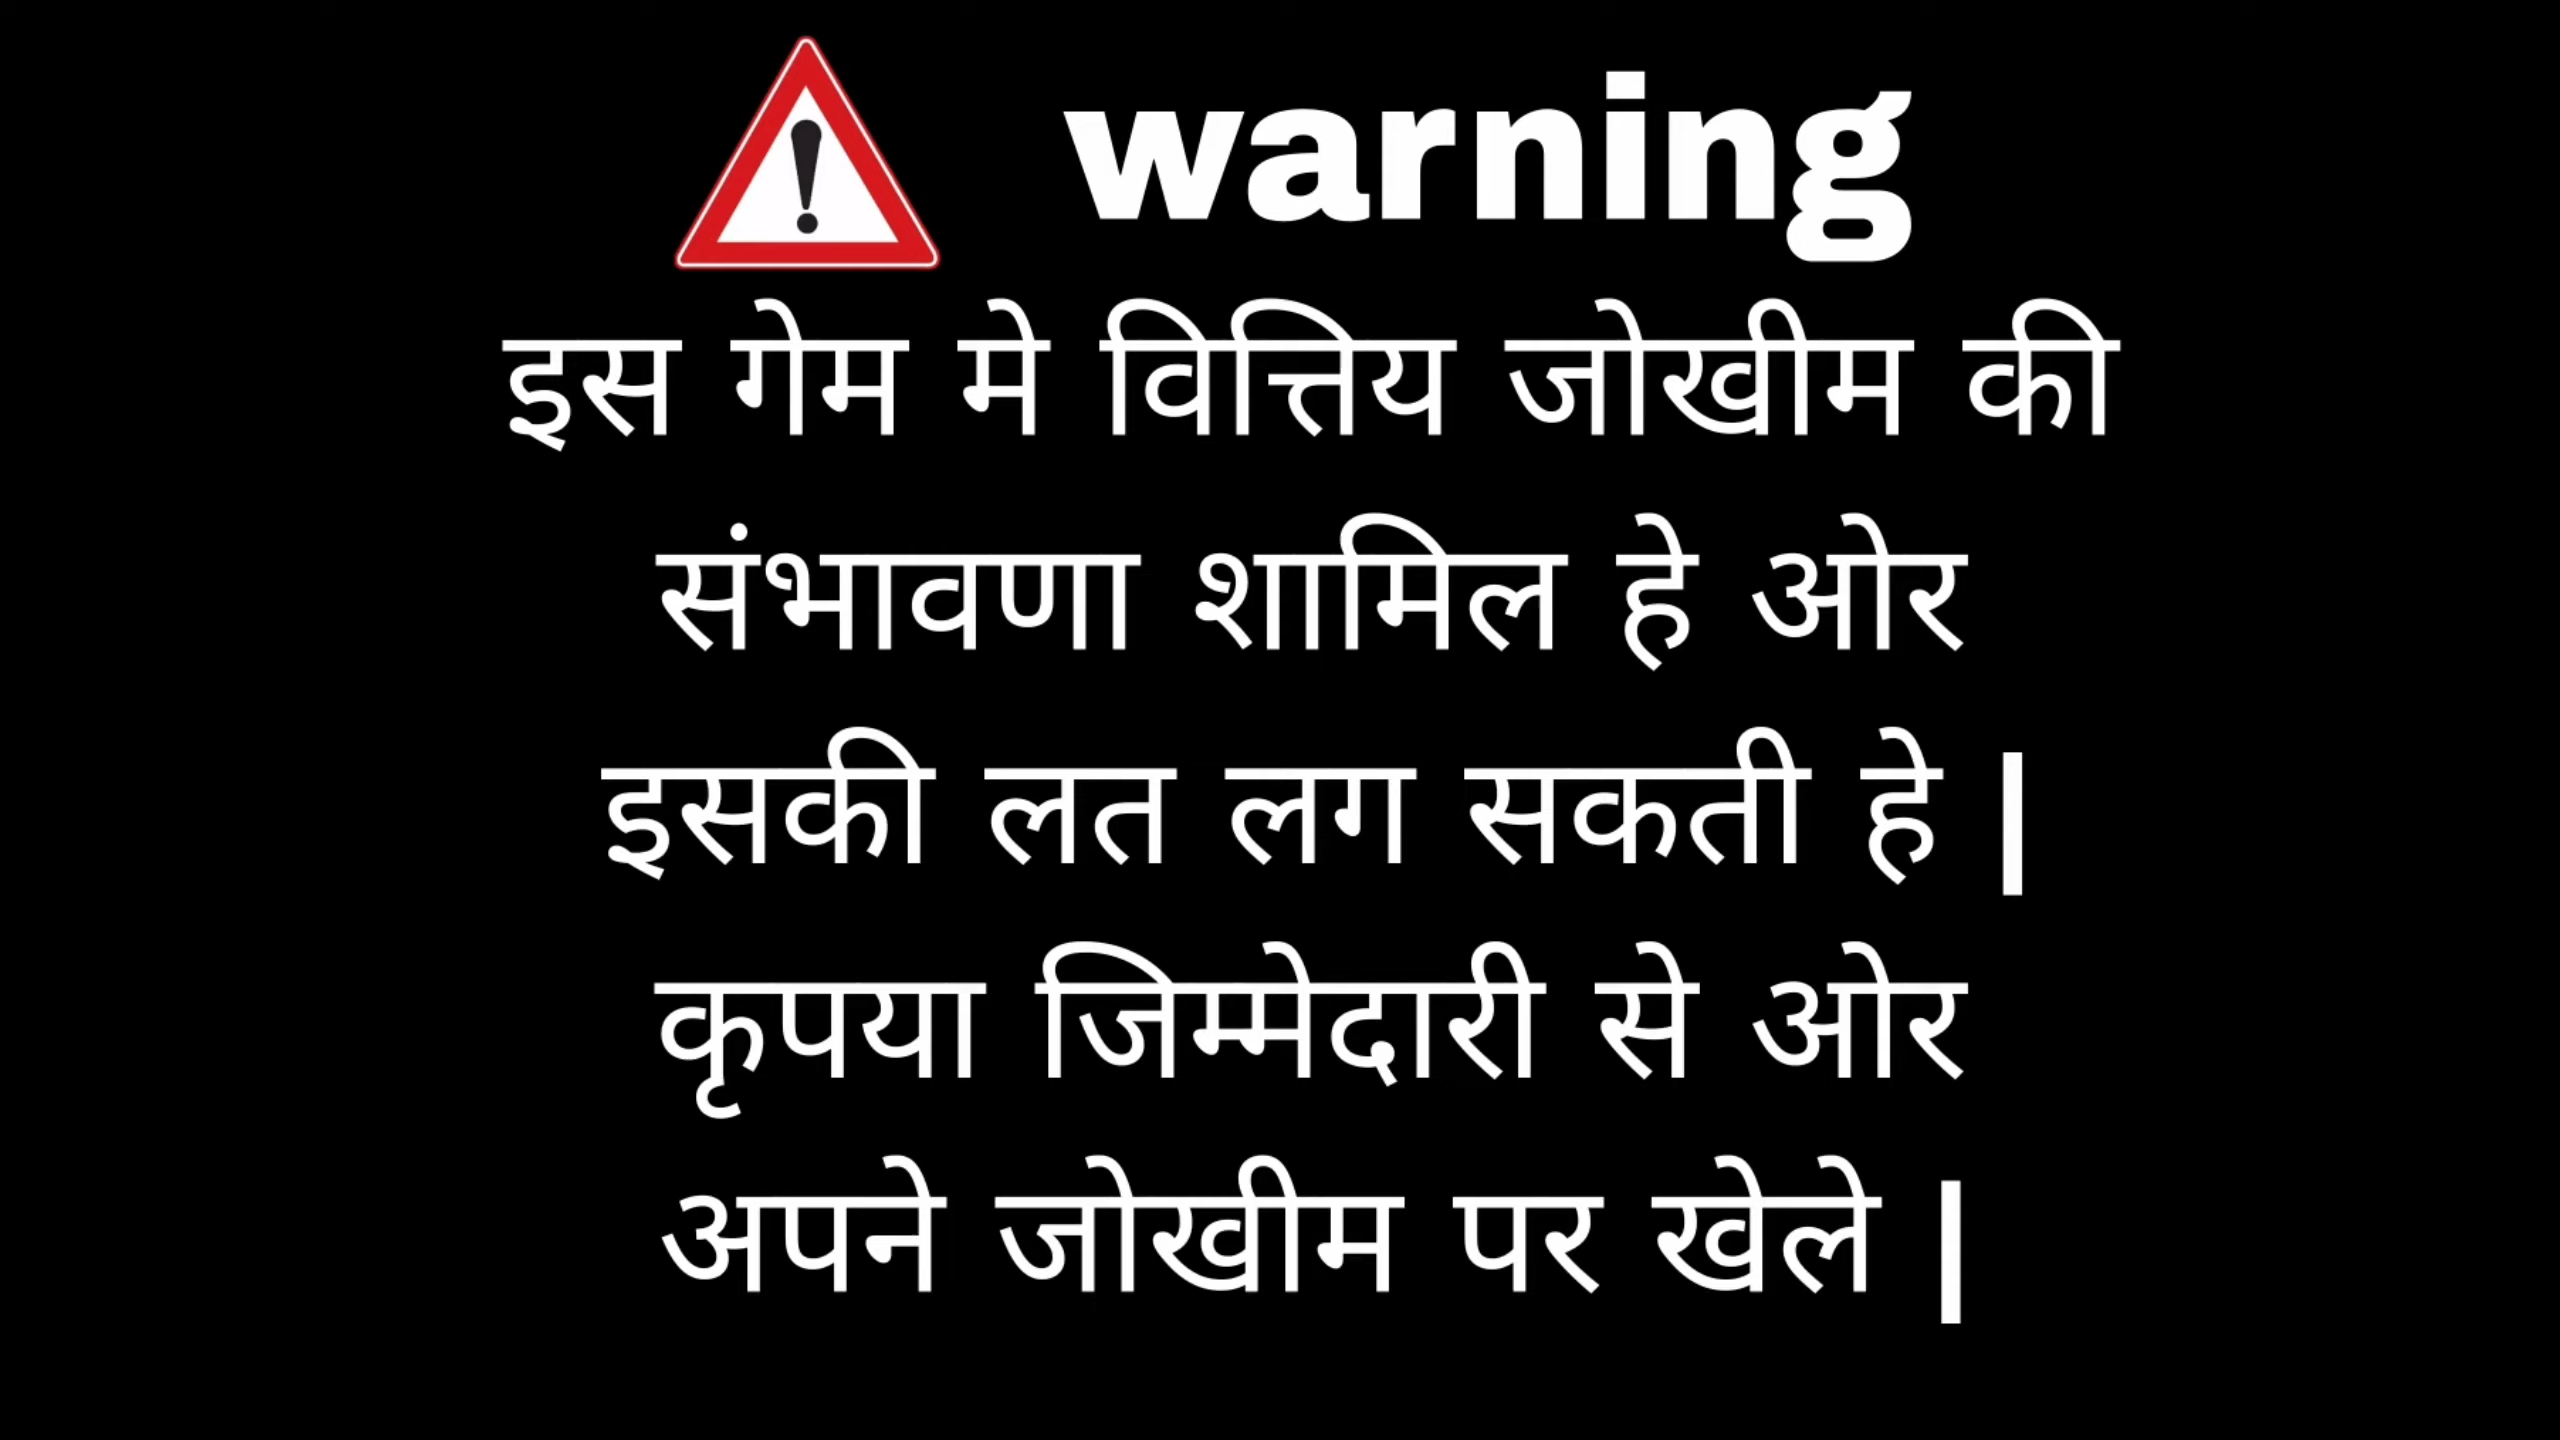 warning
इस गेम मे वित्तिय जोखीम की
संभावणा शामिल हे ओर
इसकी लत लग सकती हे |
कृपया जिम्मेदारी से ओर
अपने जोखीम पर खेले |